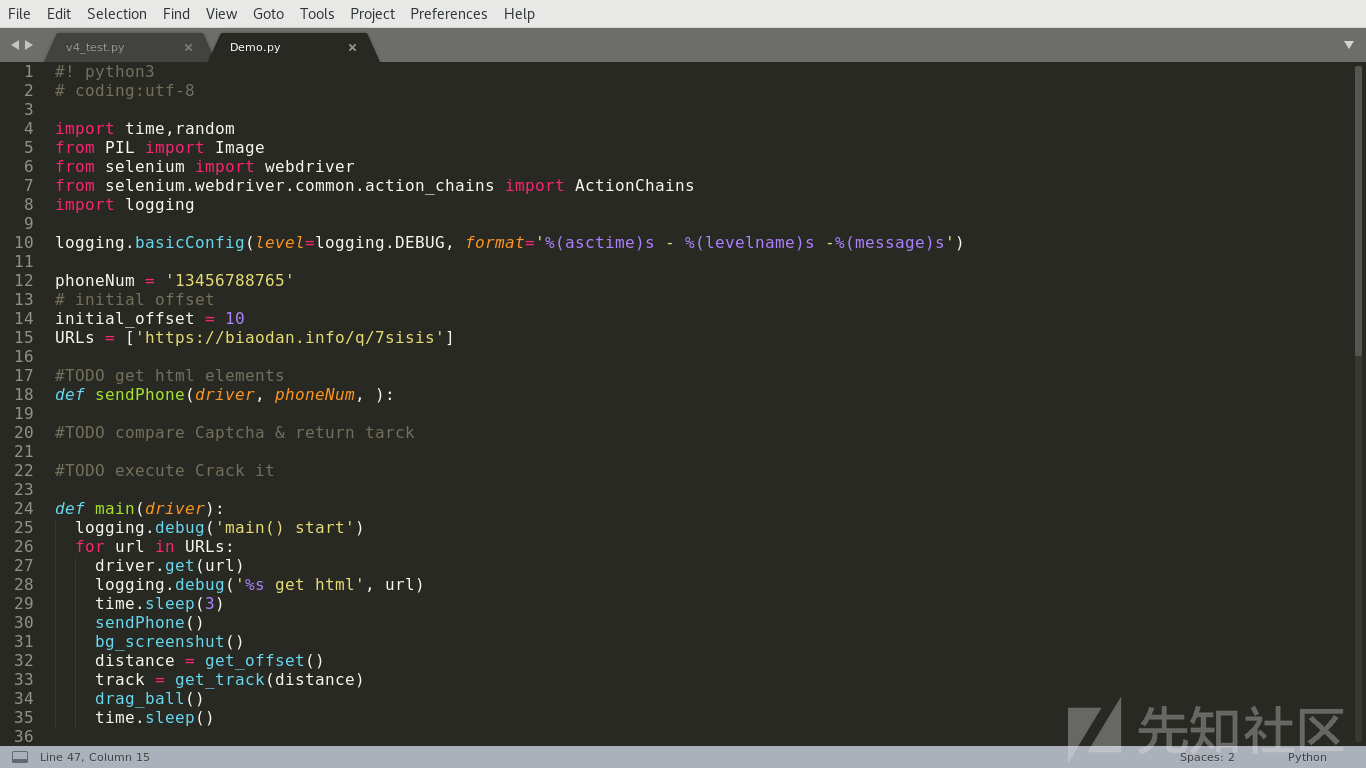 File Edit Selection Find View Goto Tools Project Preferences Help
v4_test.py × Demo.py ×
1 #! python3
2 # coding:utf-8
3
4 import time,random
5 from PIL import Image
6 from selenium import webdriver
7 from selenium.webdriver.common.action_chains import ActionChains
8 import logging
9
10 logging.basicConfig(level=logging.DEBUG, format='%(asctime)s - %(levelname)s -%(message)s')
11
12 phoneNum = '13456788765'
13 # initial offset
14 initial_offset = 10
15 URLs = ['https://biaodan.info/q/7sisis']
16
17 #TODO get html elements
18 def sendPhone(driver, phoneNum, ):
19
20 #TODO compare Captcha & return tarck
21
22 #TODO execute Crack it
23
24 def main(driver):
25   logging.debug('main() start')
26   for url in URLs:
27     driver.get(url)
28     logging.debug('%s get html', url)
29     time.sleep(3)
30     sendPhone()
31     bg_screenshut()
32     distance = get_offset()
33     track = get_track(distance)
34     drag_ball()
35     time.sleep()
36
先知社区
Line 47, Column 15 Spaces: 2 Python